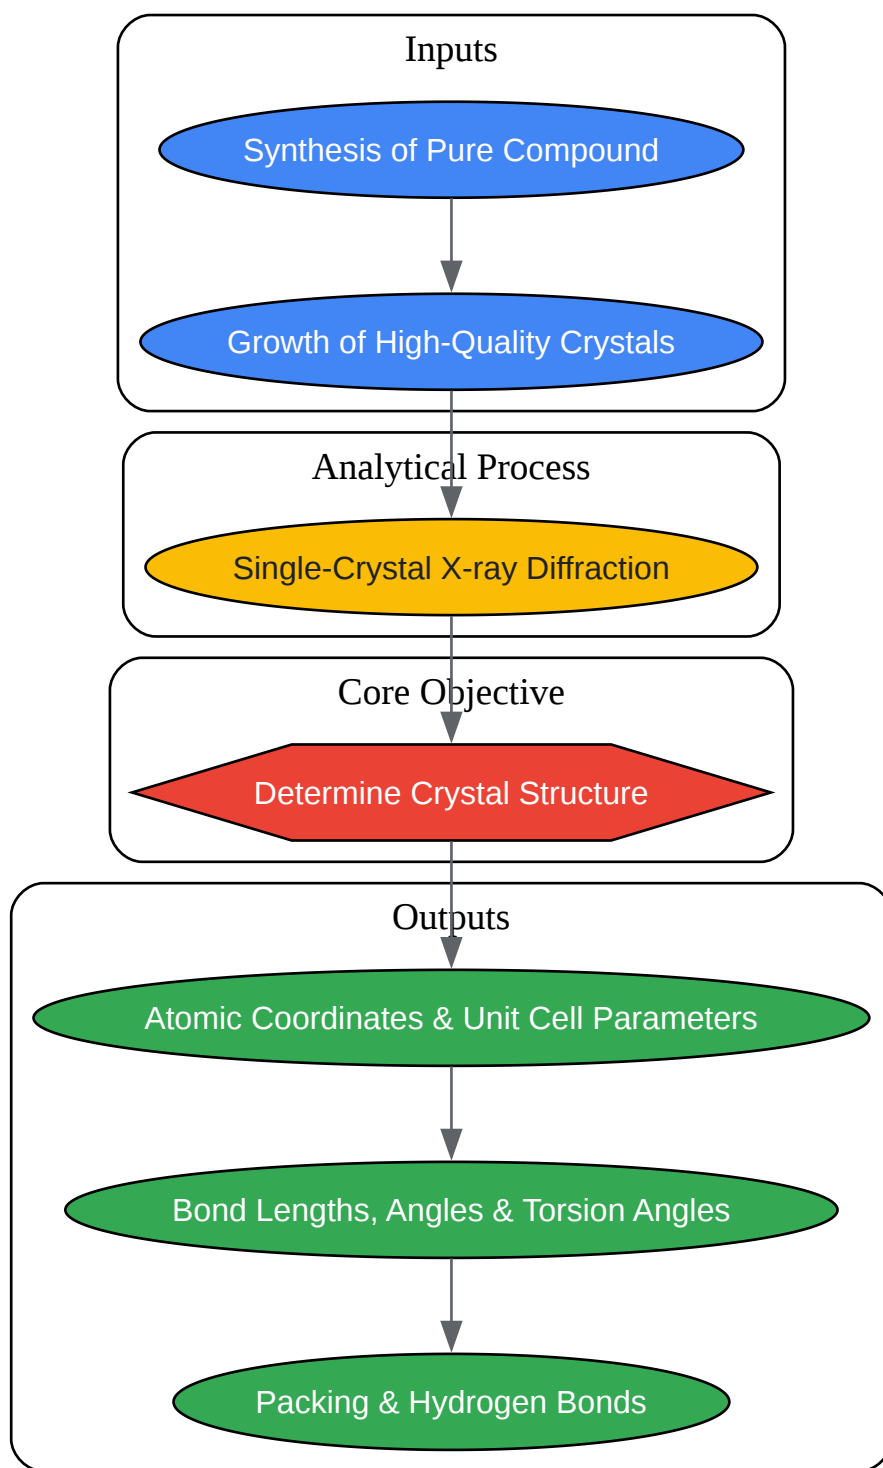 Inputs
Synthesis of Pure Compound
Growth of High-Quality Crystals
Analytical Process
Single-Crystal X-ray Diffraction
Core Objective
Determine Crystal Structure
Outputs
Atomic Coordinates & Unit Cell Parameters
Bond Lengths, Angles & Torsion Angles
Packing & Hydrogen Bonds